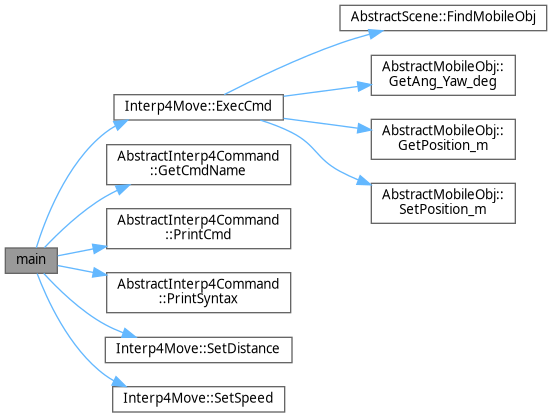 main
Interp4Move::ExecCmd
AbstractScene::FindMobileObj
AbstractMobileObj::
GetAng_Yaw_deg
AbstractMobileObj::
GetPosition_m
AbstractMobileObj::
SetPosition_m
AbstractInterp4Command
::GetCmdName
AbstractInterp4Command
::PrintCmd
AbstractInterp4Command
::PrintSyntax
Interp4Move::SetDistance
Interp4Move::SetSpeed